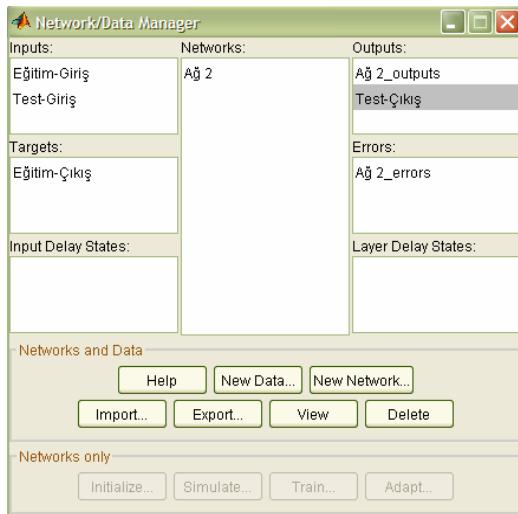 Network/Data Manager
Inputs: Networks: Outputs:
Eğitim-Giriş Ağ 2 Ağ 2_outputs
Test-Giriş Test-Çıkış
Targets: Errors:
Eğitim-Çıkış Ağ 2_errors
Input Delay States: Layer Delay States:
Networks and Data
Help New Data... New Network...
Import... Export... View Delete
Networks only
Initialize... Simulate... Train... Adapt...